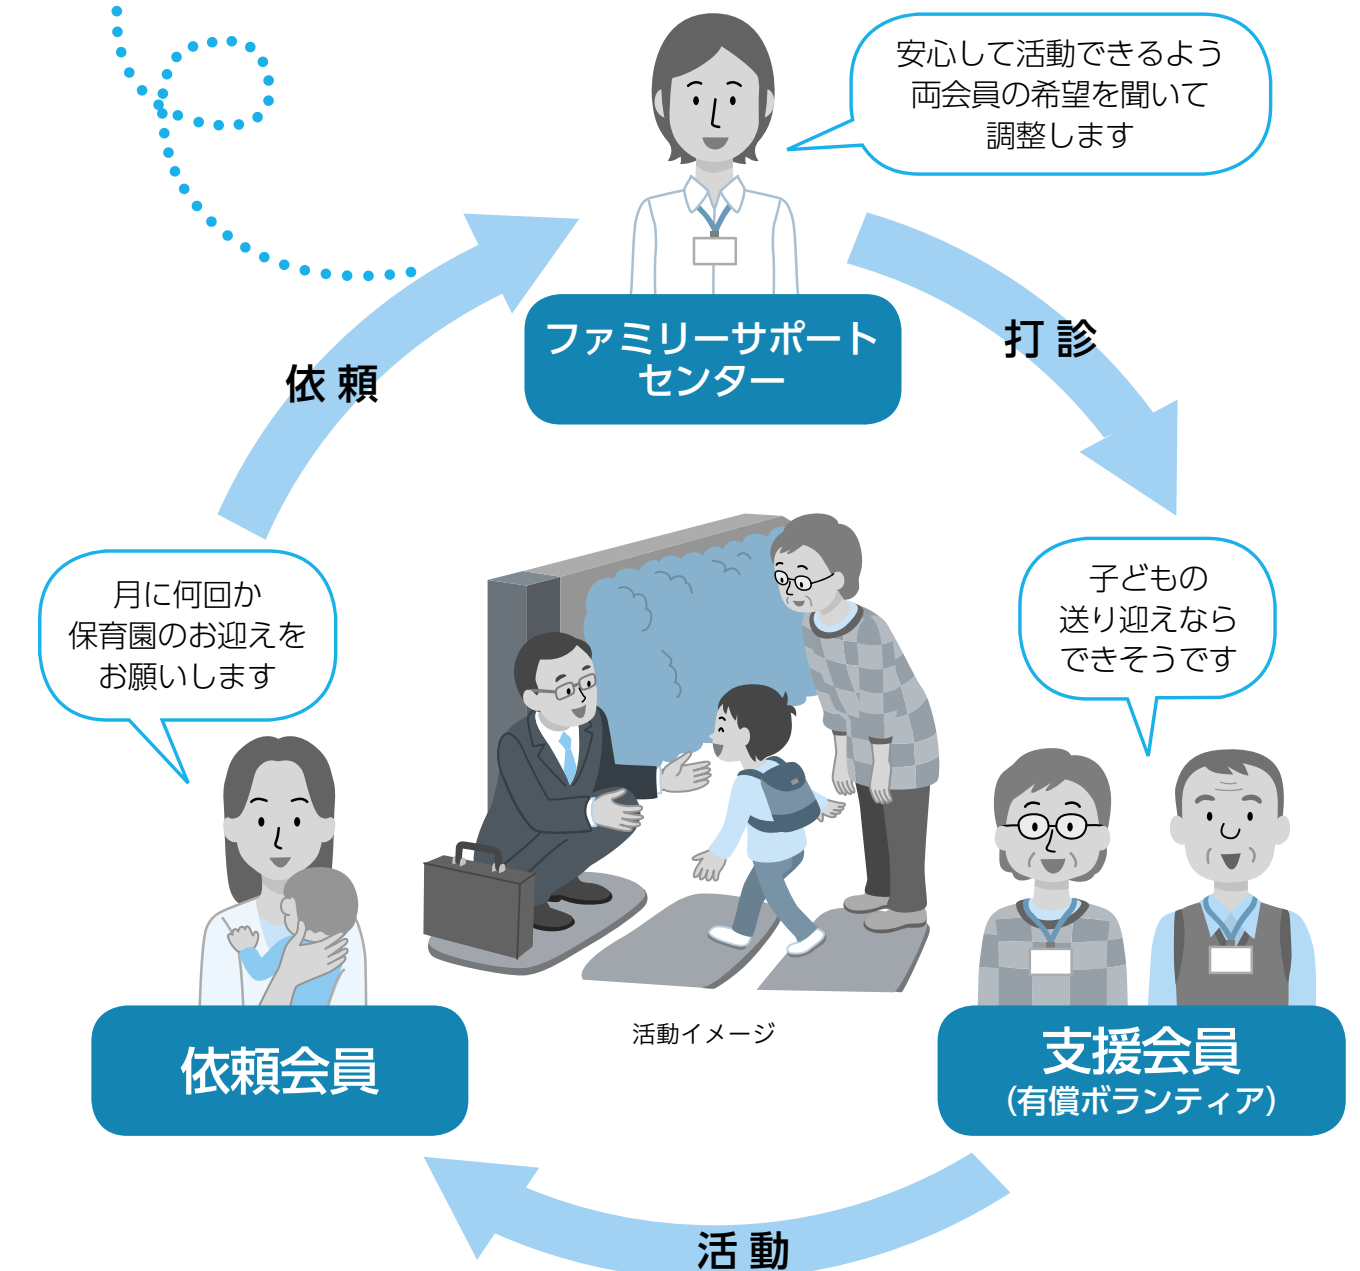 安心して活動できるよう
両会員の希望を聞いて
調整します
ファミリーサポート
センター
依頼
打診
月に何回か
保育園のお迎えを
お願いします
子どもの
送り迎えなら
できそうです
活動イメージ
依頼会員
支援会員
（有償ボランティア）
活動